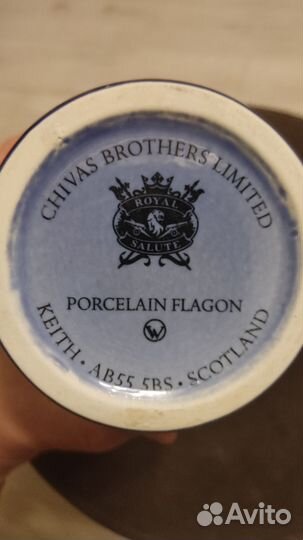 CHIVAS BROTHERS LIMITED
ROYAL
SALUTE
PORCELAIN FLAGON
W
KEITH · AB55 5BS · SCOTLAND
Avito